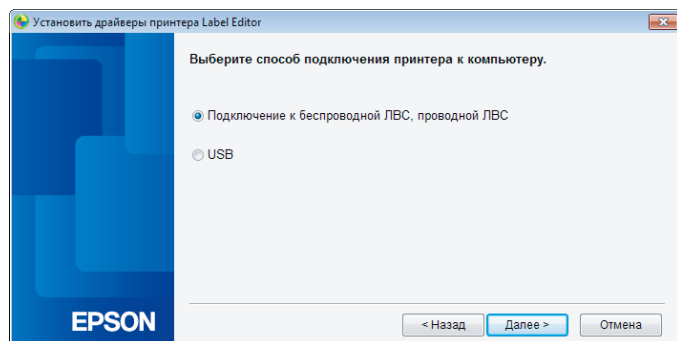 Установить драйверы принтера Label Editor
Выберите способ подключения принтера к компьютеру.
Подключение к беспроводной ЛВС, проводной ЛВС
USB
EPSON
< Назад
Далее >
Отмена